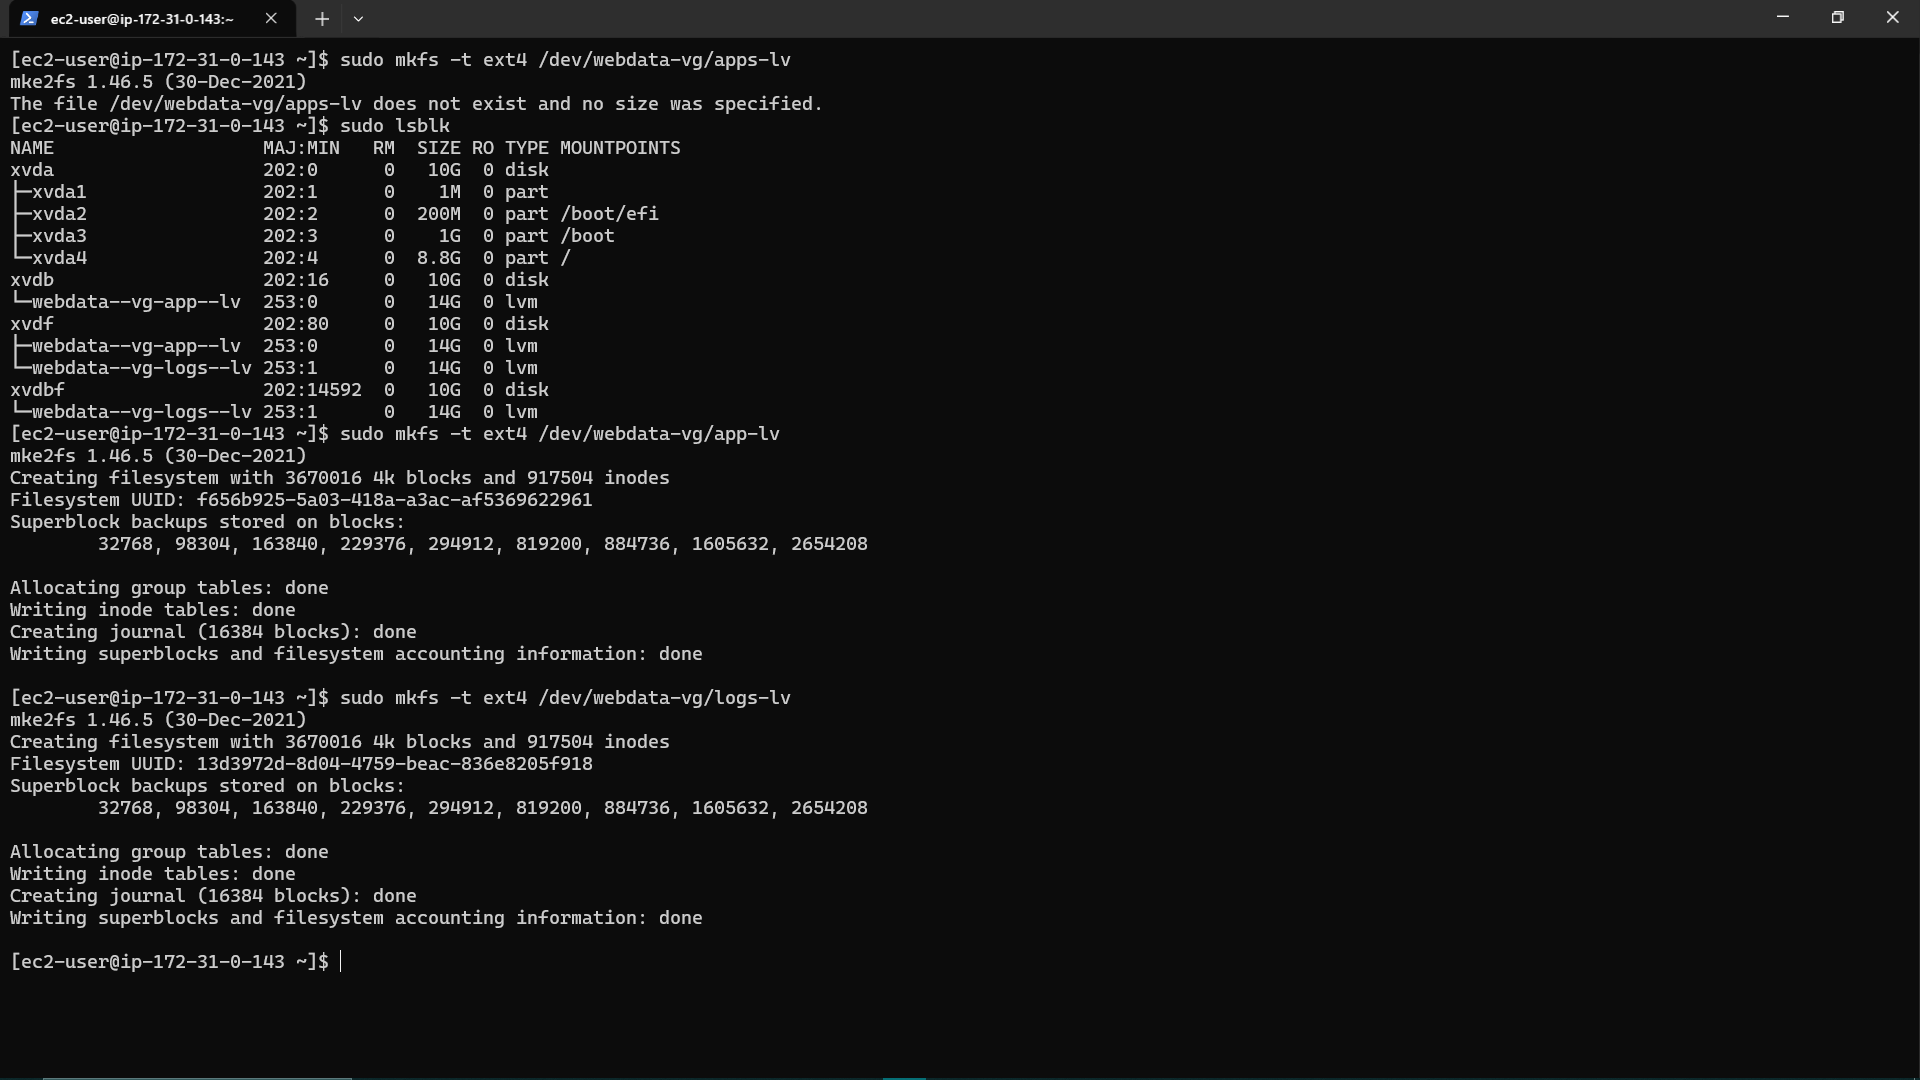 ec2-user@ip-172-31-0-143:~
[ec2-user@ip-172-31-0-143 ~]$ sudo mkfs -t ext4 /dev/webdata-vg/apps-lv
mke2fs 1.46.5 (30-Dec-2021)
The file /dev/webdata-vg/apps-lv does not exist and no size was specified.
[ec2-user@ip-172-31-0-143 ~]$ sudo lsblk
NAME                   MAJ:MIN   RM  SIZE RO TYPE MOUNTPOINTS
xvda                   202:0      0   10G  0 disk
├─xvda1                202:1      0    1M  0 part
├─xvda2                202:2      0  200M  0 part /boot/efi
├─xvda3                202:3      0    1G  0 part /boot
└─xvda4                202:4      0  8.8G  0 part /
xvdb                   202:16     0   10G  0 disk
└─webdata--vg-app--lv  253:0      0   14G  0 lvm
xvdf                   202:80     0   10G  0 disk
├─webdata--vg-app--lv  253:0      0   14G  0 lvm
└─webdata--vg-logs--lv 253:1      0   14G  0 lvm
xvdbf                  202:14592  0   10G  0 disk
└─webdata--vg-logs--lv 253:1      0   14G  0 lvm
[ec2-user@ip-172-31-0-143 ~]$ sudo mkfs -t ext4 /dev/webdata-vg/app-lv
mke2fs 1.46.5 (30-Dec-2021)
Creating filesystem with 3670016 4k blocks and 917504 inodes
Filesystem UUID: f656b925-5a03-418a-a3ac-af5369622961
Superblock backups stored on blocks:
        32768, 98304, 163840, 229376, 294912, 819200, 884736, 1605632, 2654208
Allocating group tables: done
Writing inode tables: done
Creating journal (16384 blocks): done
Writing superblocks and filesystem accounting information: done
[ec2-user@ip-172-31-0-143 ~]$ sudo mkfs -t ext4 /dev/webdata-vg/logs-lv
mke2fs 1.46.5 (30-Dec-2021)
Creating filesystem with 3670016 4k blocks and 917504 inodes
Filesystem UUID: 13d3972d-8d04-4759-beac-836e8205f918
Superblock backups stored on blocks:
        32768, 98304, 163840, 229376, 294912, 819200, 884736, 1605632, 2654208
Allocating group tables: done
Writing inode tables: done
Creating journal (16384 blocks): done
Writing superblocks and filesystem accounting information: done
[ec2-user@ip-172-31-0-143 ~]$